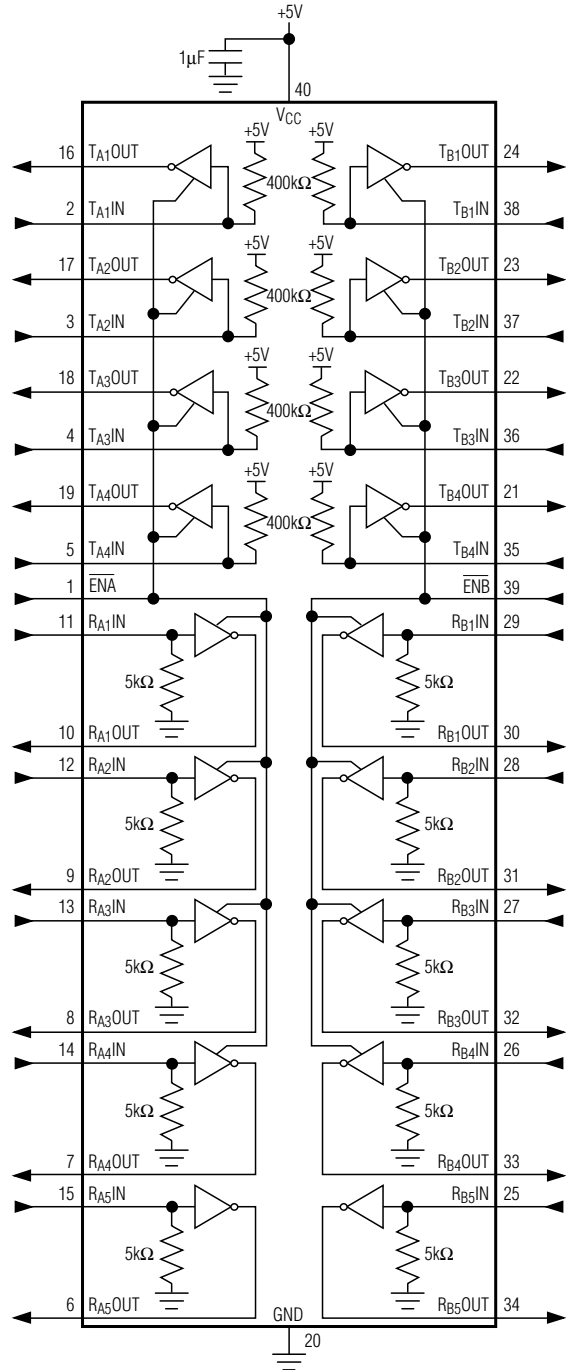 +5V
1µF
40
VCC
16 TA1OUT +5V +5V TB1OUT 24
400kΩ
2 TA1IN TB1IN 38
17 TA2OUT +5V +5V TB2OUT 23
400kΩ
3 TA2IN TB2IN 37
18 TA3OUT +5V +5V TB3OUT 22
400kΩ
4 TA3IN TB3IN 36
19 TA4OUT +5V +5V TB4OUT 21
400kΩ
5 TA4IN TB4IN 35
1 ENA ENB 39
11 RA1IN RB1IN 29
5kΩ 5kΩ
10 RA1OUT RB1OUT 30
12 RA2IN RB2IN 28
5kΩ 5kΩ
9 RA2OUT RB2OUT 31
13 RA3IN RB3IN 27
5kΩ 5kΩ
8 RA3OUT RB3OUT 32
14 RA4IN RB4IN 26
5kΩ 5kΩ
7 RA4OUT RB4OUT 33
15 RA5IN RB5IN 25
5kΩ 5kΩ
6 RA5OUT RB5OUT 34
GND
20